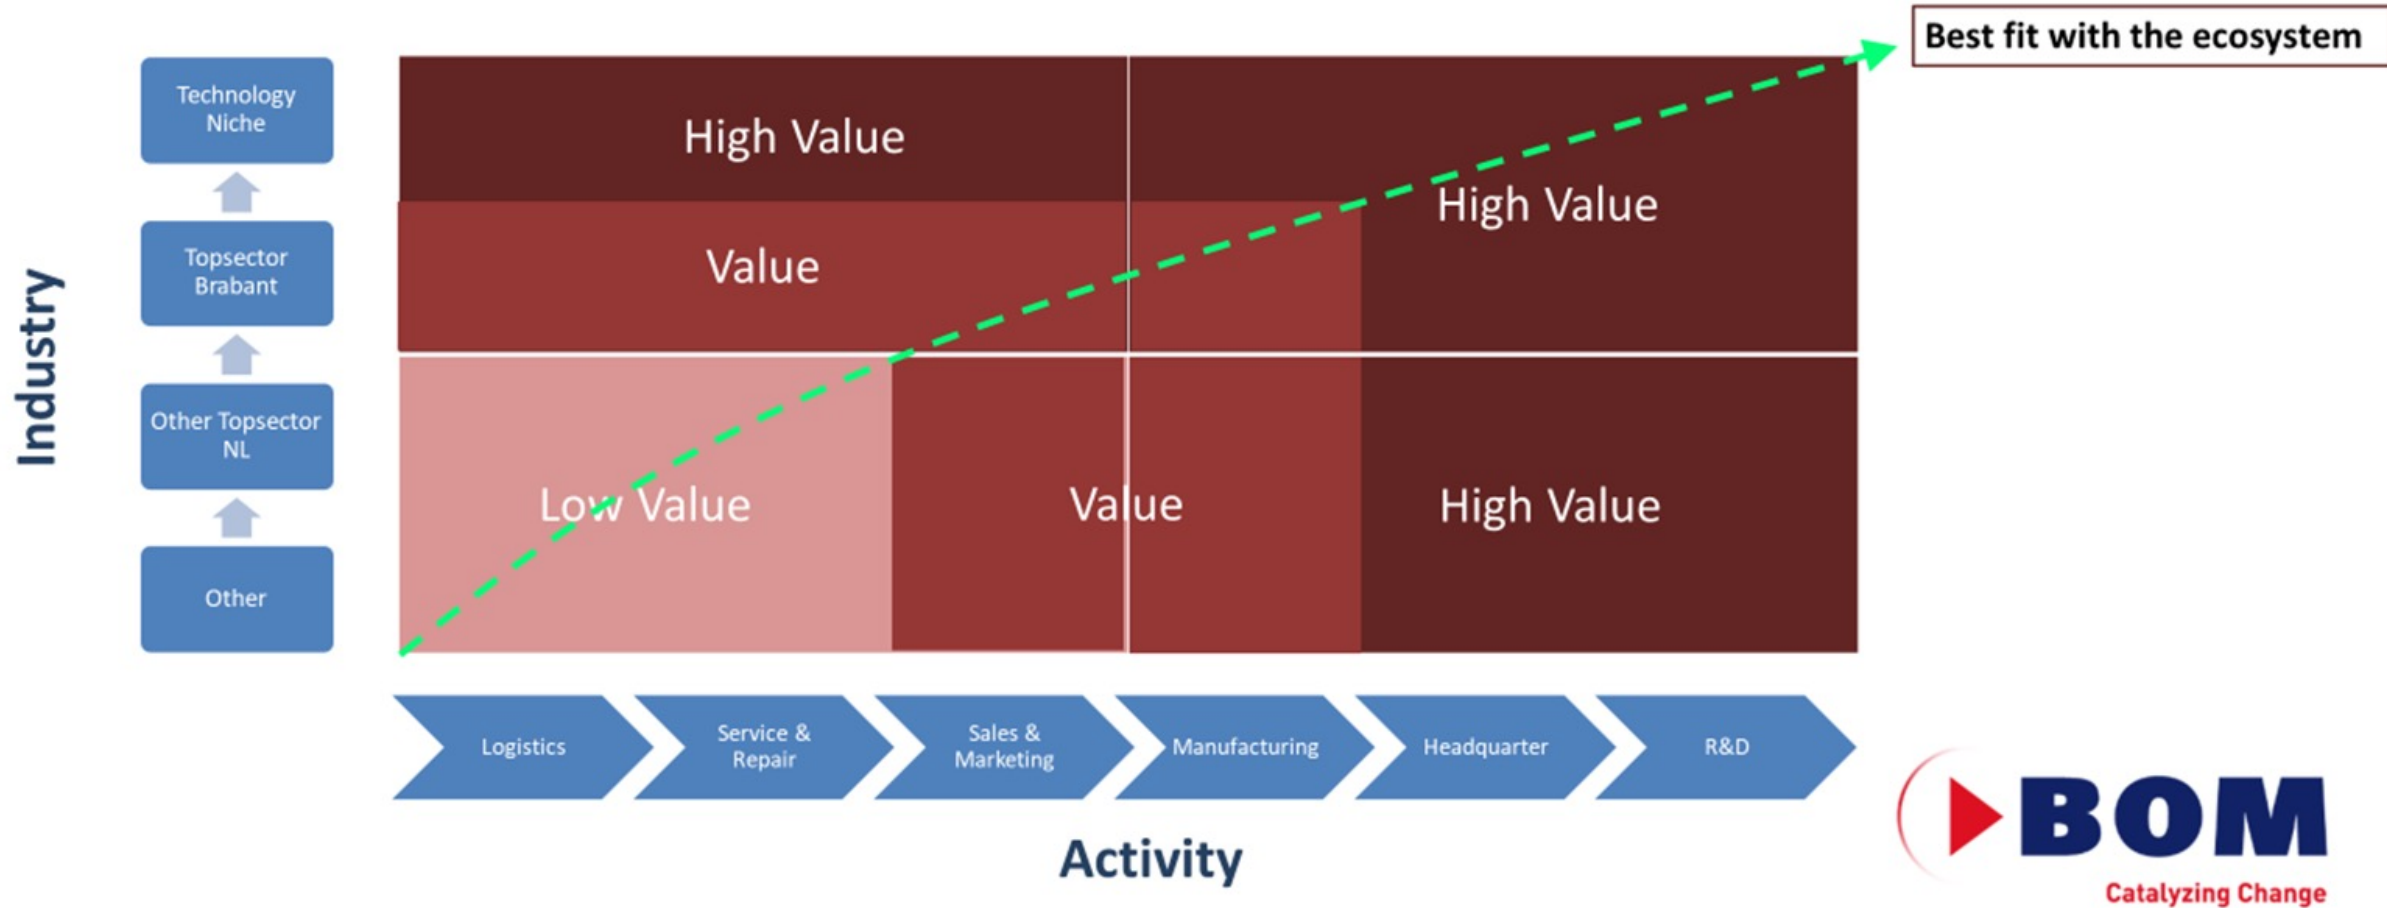 Best fit with the ecosystem
Industry
Technology
Niche
Topsector
Brabant
Other Topsector
NL
Other
High Value
Value
High Value
Low Value
Value
High Value
Logistics
Service &
Repair
Sales &
Marketing
Manufacturing
Headquarter
R&D
Activity
BOM
Catalyzing Change